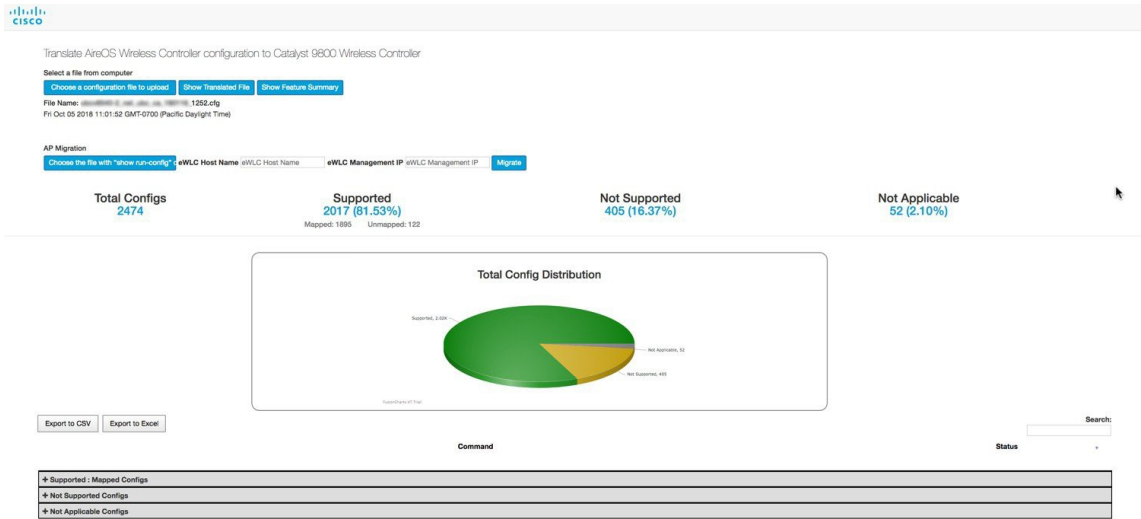 CISCO
Translate AireOS Wireless Controller configuration to Catalyst 9800 Wireless Controller
Select a file from computer
Choose a configuration file to upload Show Translated File Show Feature Summary
File Name: 1252.cfg
Fri Oct 05 2018 11:01:52 GMT-0700 (Pacific Daylight Time)
AP Migration
Choose the file with "show run-config" eWLC Host Name eWLC Host Name eWLC Management IP eWLC Management IP Migrate
Total Configs Supported Not Supported Not Applicable
2474 2017 (81.53%) 405 (16.37%) 52 (2.10%)
Mapped: 1895 Unmapped: 122
Total Config Distribution
Supported, 2.02K
Not Applicable, 52
Not Supported, 405
FusionCharts XT Trial
Export to CSV Export to Excel Search:
Command Status
+ Supported : Mapped Configs
+ Not Supported Configs
+ Not Applicable Configs